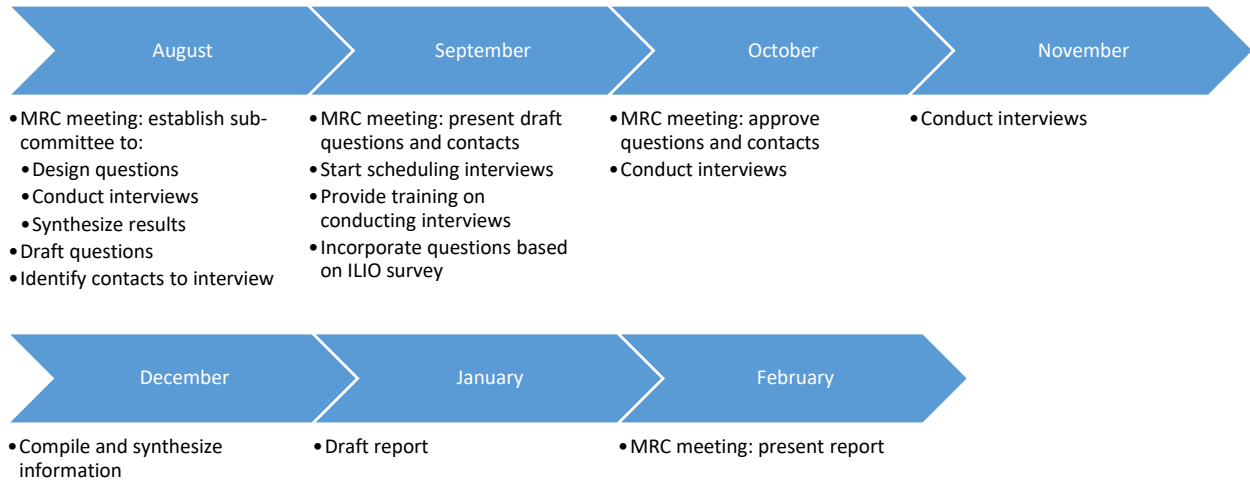 August
September
October
November
•MRC meeting: establish sub-
committee to:
•Design questions
•Conduct interviews
•Synthesize results
•Draft questions
•Identify contacts to interview
•MRC meeting: present draft
questions and contacts
•Start scheduling interviews
•Provide training on
conducting interviews
•Incorporate questions based
on ILIO survey
•MRC meeting: approve
questions and contacts
•Conduct interviews
•Conduct interviews
December
January
February
•Compile and synthesize
information
•Draft report
•MRC meeting: present report